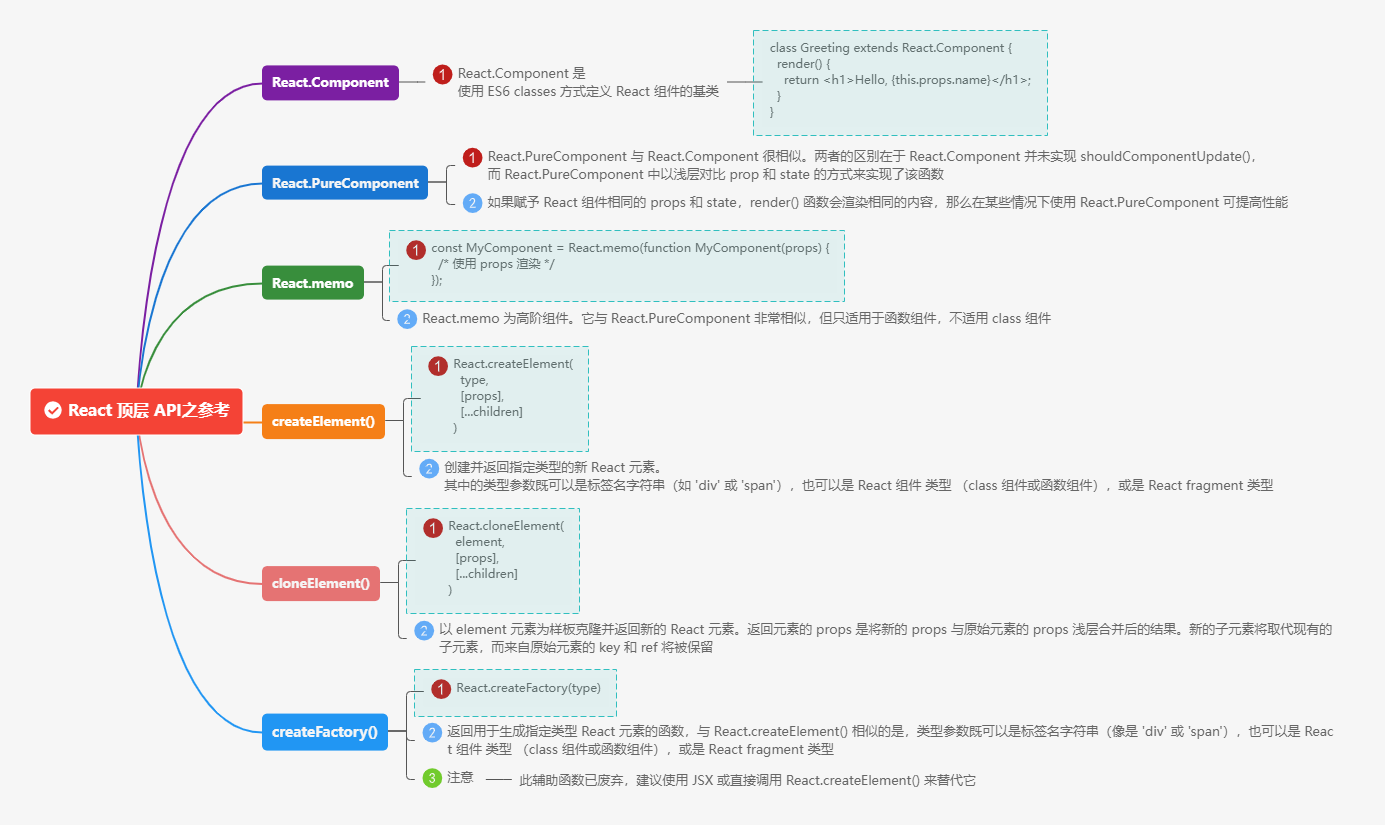 React 顶层 API之参考
React.Component
1 React.Component 是
使用 ES6 classes 方式定义 React 组件的基类
class Greeting extends React.Component {
render() {
return <h1>Hello, {this.props.name}</h1>;
}
}
React.PureComponent
1 React.PureComponent 与 React.Component 很相似。两者的区别在于 React.Component 并未实现 shouldComponentUpdate()，
而 React.PureComponent 中以浅层对比 prop 和 state 的方式来实现了该函数
2 如果赋予 React 组件相同的 props 和 state，render() 函数会渲染相同的内容，那么在某些情况下使用 React.PureComponent 可提高性能
React.memo
1 const MyComponent = React.memo(function MyComponent(props) {
/* 使用 props 渲染 */
});
2 React.memo 为高阶组件。它与 React.PureComponent 非常相似，但只适用于函数组件，不适用 class 组件
createElement()
1 React.createElement(
type,
[props],
[...children]
)
2 创建并返回指定类型的新 React 元素。
其中的类型参数既可以是标签名字符串（如 'div' 或 'span'），也可以是 React 组件 类型 （class 组件或函数组件），或是 React fragment 类型
cloneElement()
1 React.cloneElement(
element,
[props],
[...children]
)
2 以 element 元素为样板克隆并返回新的 React 元素。返回元素的 props 是将新的 props 与原始元素的 props 浅层合并后的结果。新的子元素将取代现有的
子元素，而来自原始元素的 key 和 ref 将被保留
createFactory()
1 React.createFactory(type)
2 返回用于生成指定类型 React 元素的函数，与 React.createElement() 相似的是，类型参数既可以是标签名字符串（像是 'div' 或 'span'），也可以是 Reac
t 组件 类型 （class 组件或函数组件），或是 React fragment 类型
3 注意
此辅助函数已废弃，建议使用 JSX 或直接调用 React.createElement() 来替代它